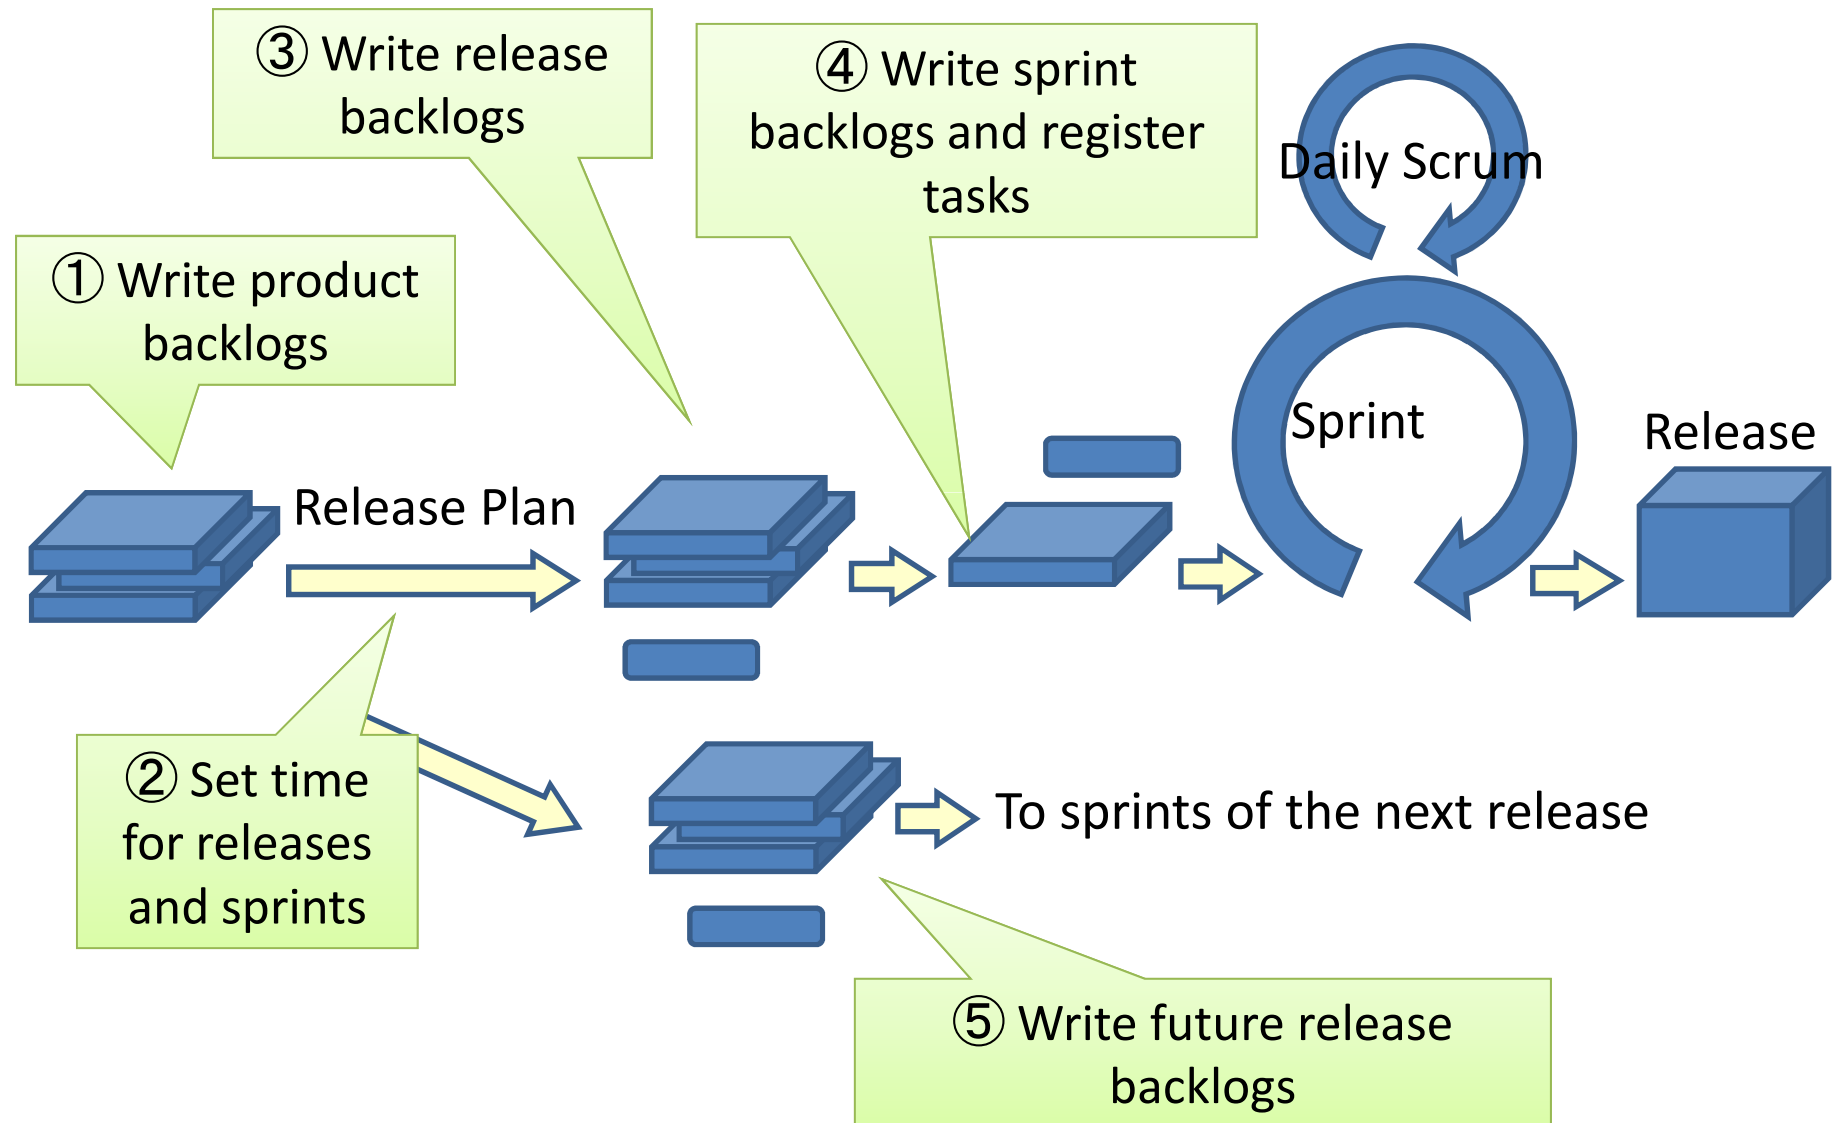 ③ Write release
backlogs
④ Write sprint
backlogs and register
tasks
Daily Scrum
① Write product
backlogs
Sprint
Release
Release Plan
② Set time
for releases
and sprints
To sprints of the next release
⑤ Write future release
backlogs